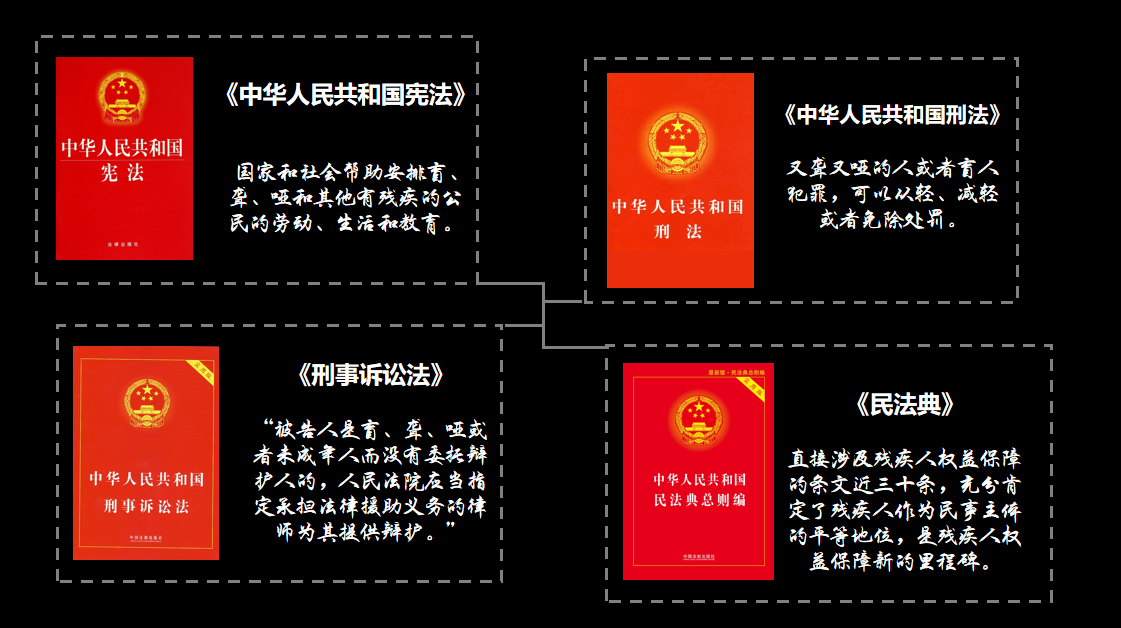 中华人民共和国
宪法
法律出版社
《中华人民共和国宪法》
国家和社会帮助安排盲、
聋、哑和其他有残疾的公
民的劳动、生活和教育。
中华人民共和国
刑 法
《中华人民共和国刑法》
又聋又哑的人或者盲人
犯罪，可以从轻、减轻
或者免除处罚。
中华人民共和国
刑事诉讼法
中国法制出版社
《刑事诉讼法》
“被告人是盲、聋、哑或
者未成年人而没有委托辩
护人的，人民法院应当指
定承担法律援助义务的律
师为其提供辩护。”
最新版·民法典总则编
中华人民共和国
民法典总则编
中国法制出版社
《民法典》
直接涉及残疾人权益保障
的条文近三十条，充分肯
定了残疾人作为民事主体
的平等地位，是残疾人权
益保障新的里程碑。